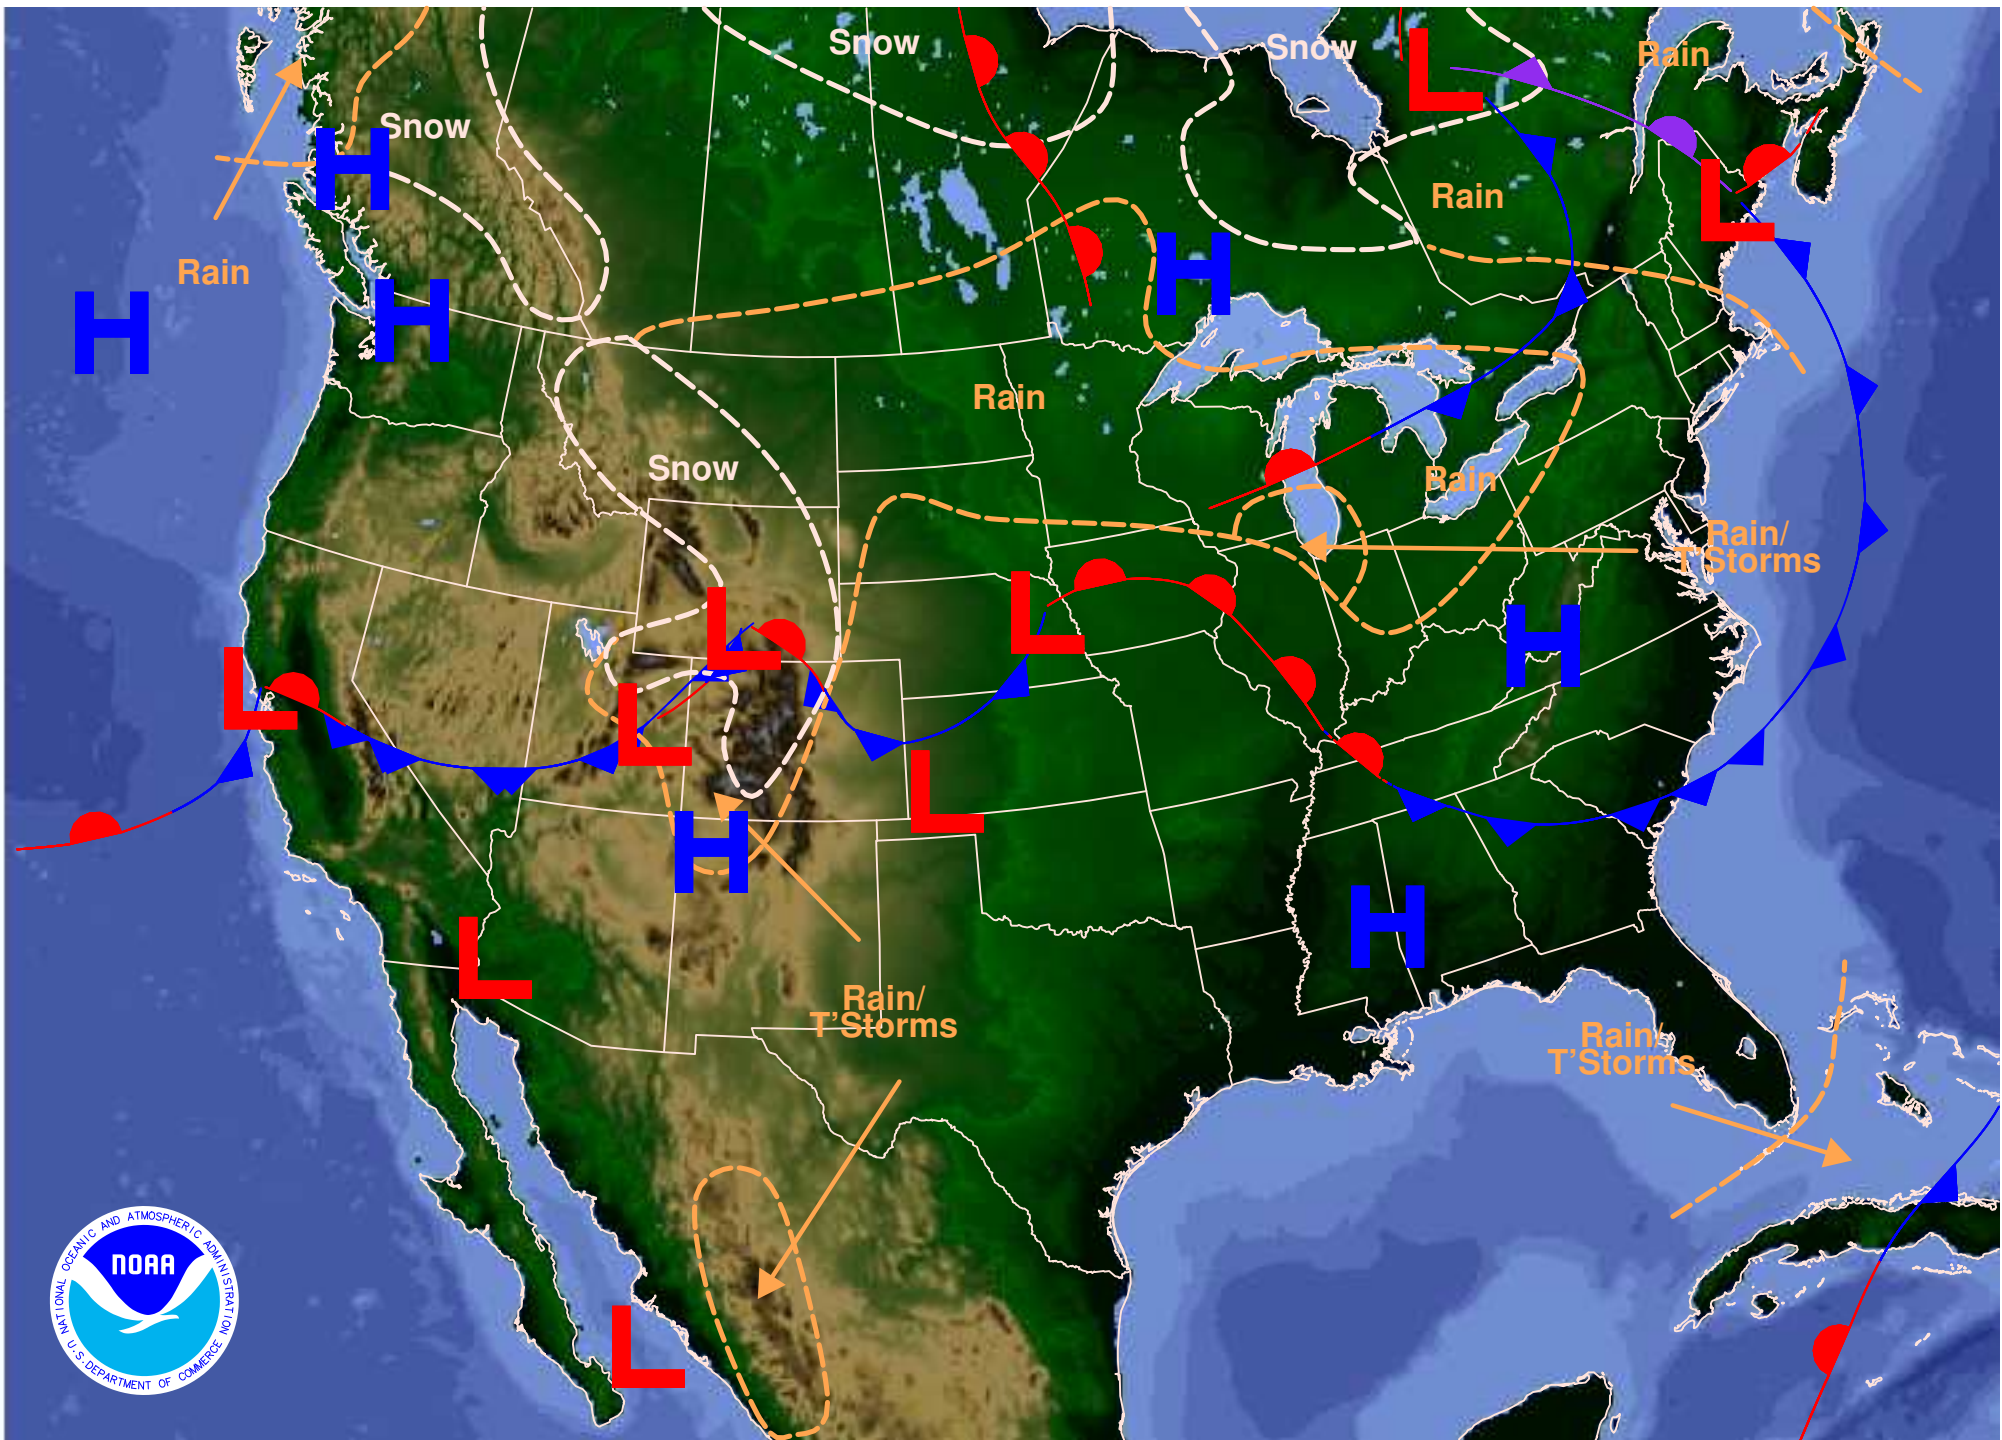 Snow
Snow
Rain
Snow
Rain
Rain
Rain
Snow
Rain
Rain/
T'Storms
Rain/
T'Storms
Rain/
T'Storms
H
H
H
H
H
H
H
L
L
L
L
L
L
L
L
L
NATIONAL OCEANIC AND ATMOSPHERIC ADMINISTRATION
NOAA
U.S. DEPARTMENT OF COMMERCE